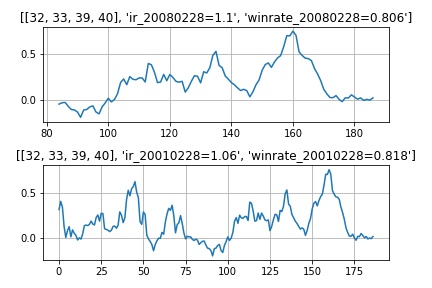 [[32, 33, 39, 40], 'ir_20080228=1.1', 'winrate_20080228=0.806']
0.5
0.0
80 100 120 140 160 180
[[32, 33, 39, 40], 'ir_20010228=1.06', 'winrate_20010228=0.818']
0.5
0.0
0 25 50 75 100 125 150 175